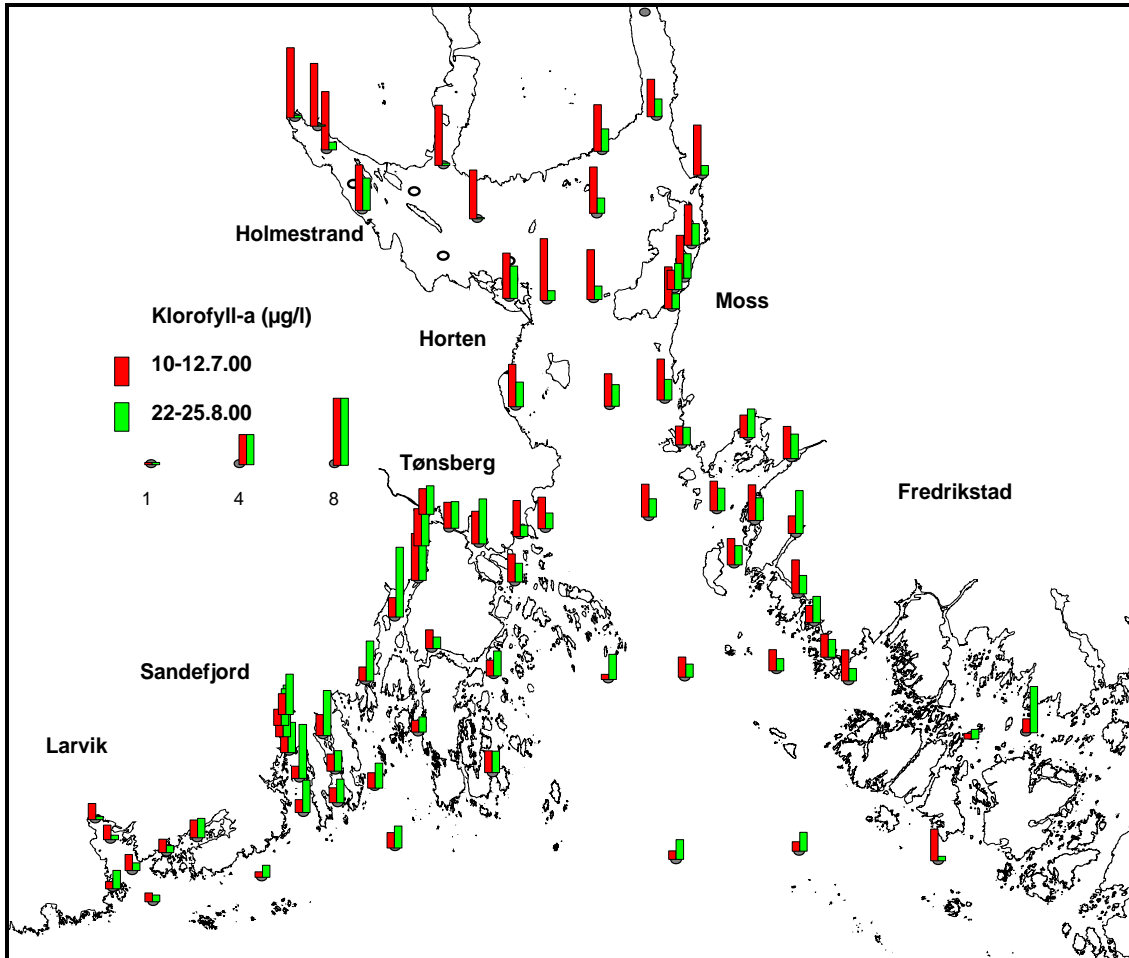 Holmestrand
Klorofyll-a (µg/l)
Moss
Horten
10-12.7.00
22-25.8.00
Tønsberg
1 4 8
Fredrikstad
Sandefjord
Larvik